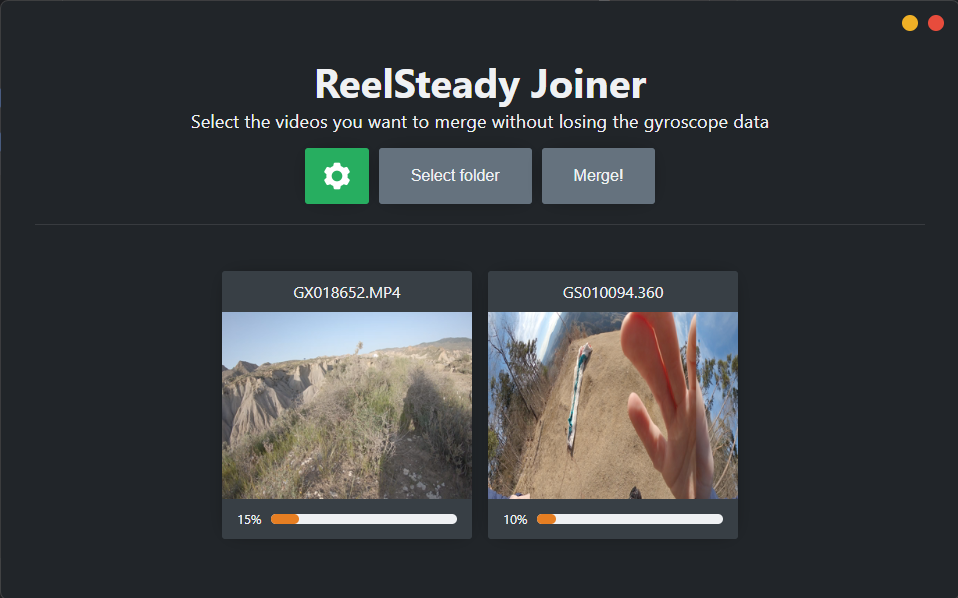 ReelSteady Joiner
Select the videos you want to merge without losing the gyroscope data
Select folder
Merge!
GX018652.MP4
GS010094.360
15%
10%